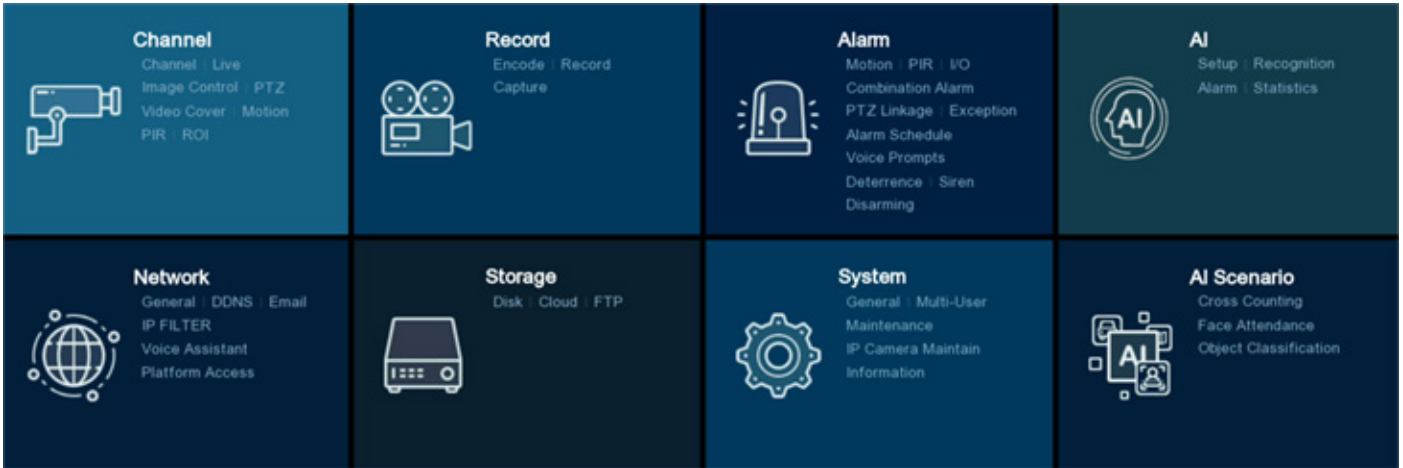 Channel
Channel | Live
Image Control | PTZ
Video Cover | Motion
PIR | ROI
Record
Encode | Record
Capture
Alarm
Motion | PIR | I/O
Combination Alarm
PTZ Linkage | Exception
Alarm Schedule
Voice Prompts
Deterrence | Siren
Disarming
AI
Setup | Recognition
Alarm | Statistics
AI
Network
General | DDNS | Email
IP FILTER
Voice Assistant
Platform Access
Storage
Disk | Cloud | FTP
System
General | Multi-User
Maintenance
IP Camera Maintain
Information
AI Scenario
Cross Counting
Face Attendance
Object Classification
AI